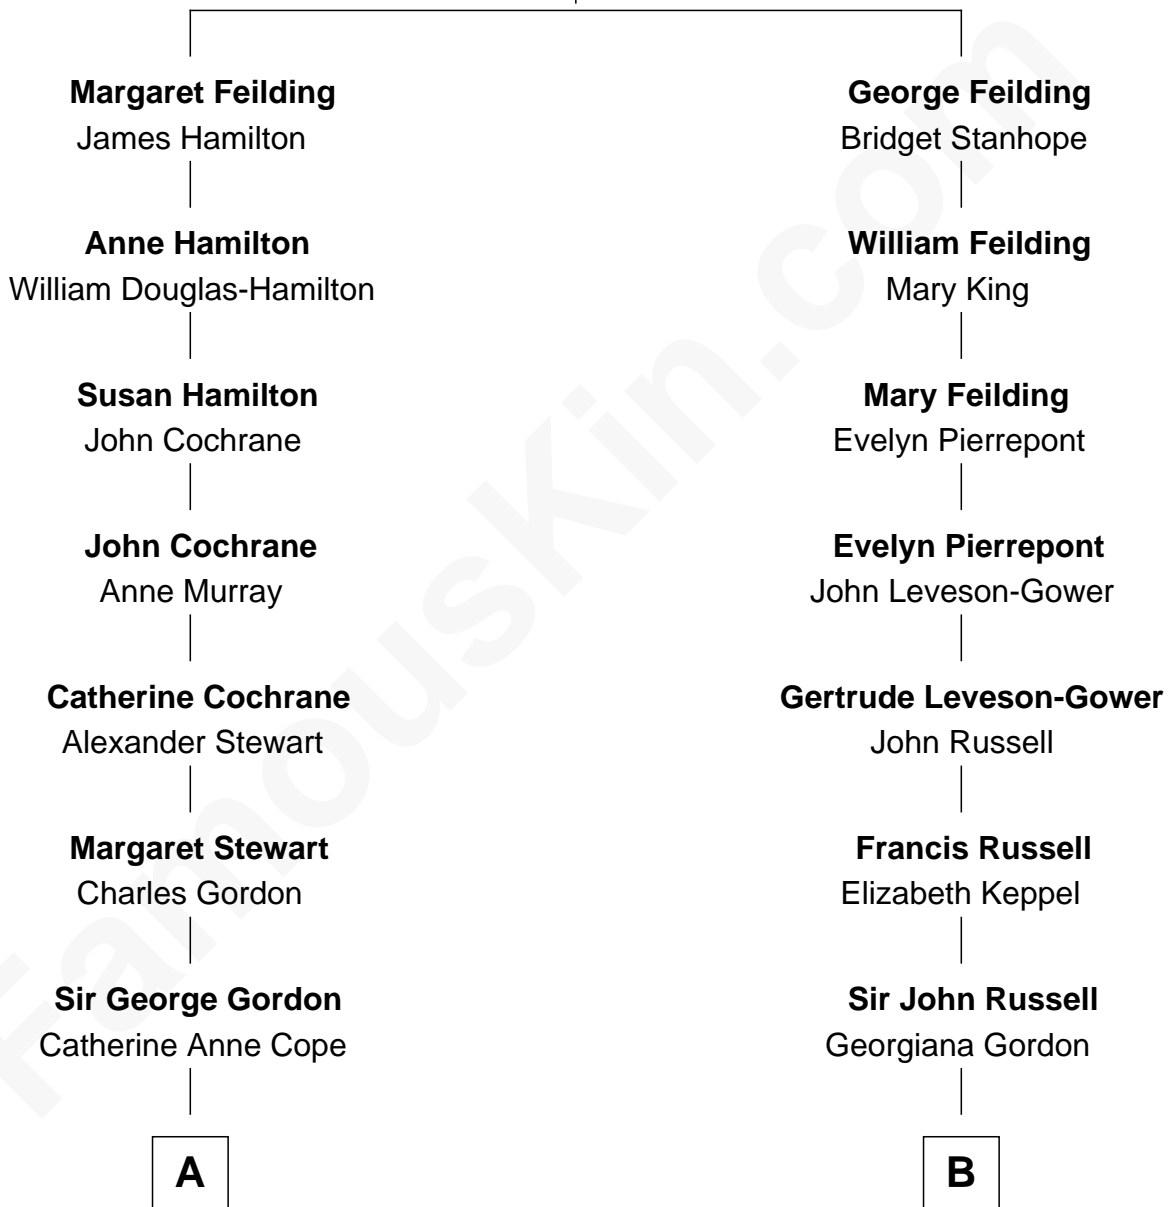 Margaret Feilding
James Hamilton
George Feilding
Bridget Stanhope
Anne Hamilton
William Douglas-Hamilton
William Feilding
Mary King
Susan Hamilton
John Cochrane
Mary Feilding
Evelyn Pierrepont
John Cochrane
Anne Murray
Evelyn Pierrepont
John Leveson-Gower
Catherine Cochrane
Alexander Stewart
Gertrude Leveson-Gower
John Russell
Margaret Stewart
Charles Gordon
Francis Russell
Elizabeth Keppel
Sir George Gordon
Catherine Anne Cope
Sir John Russell
Georgiana Gordon
A
B
FamousKin.com